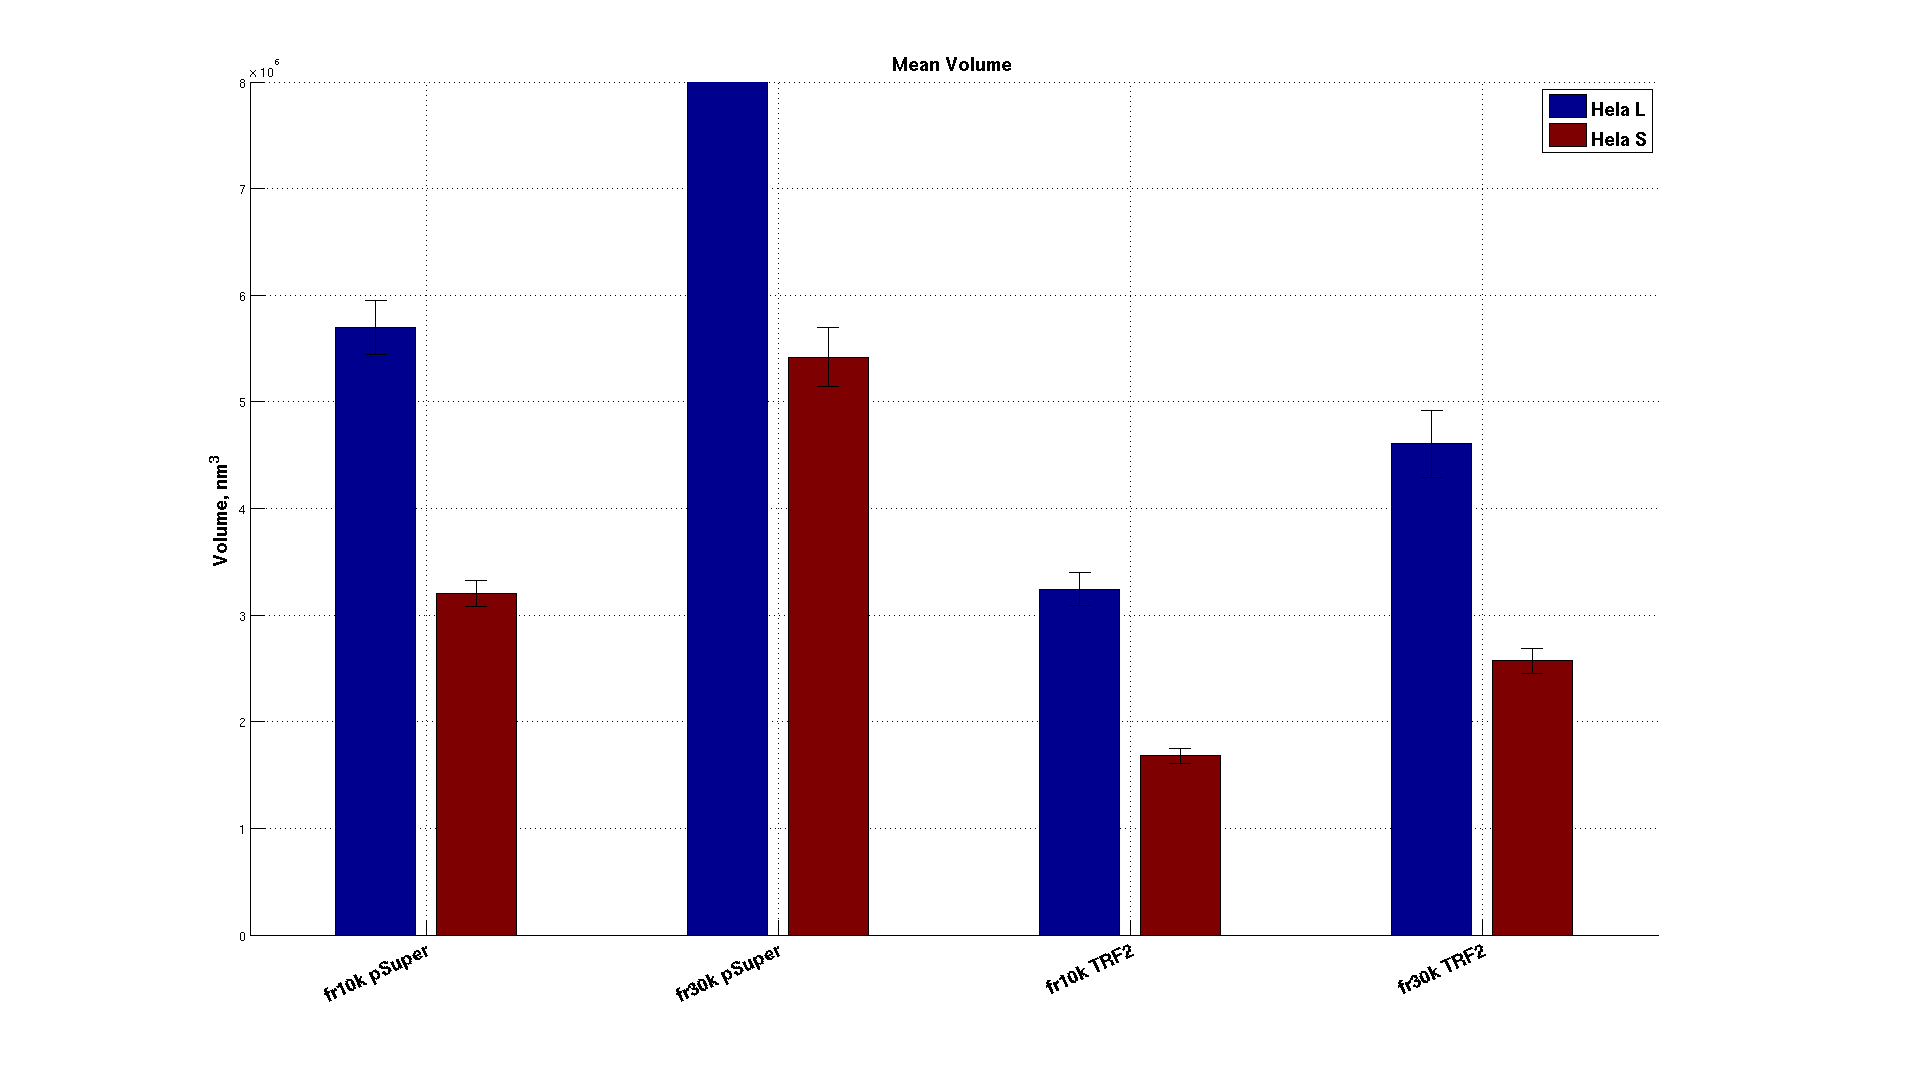 Mean Volume
×10⁶
8
7
6
5
4
3
2
1
0
Volume, nm³
Hela L
Hela S
fr10k pSuper
fr30k pSuper
fr10k TRF2
fr30k TRF2